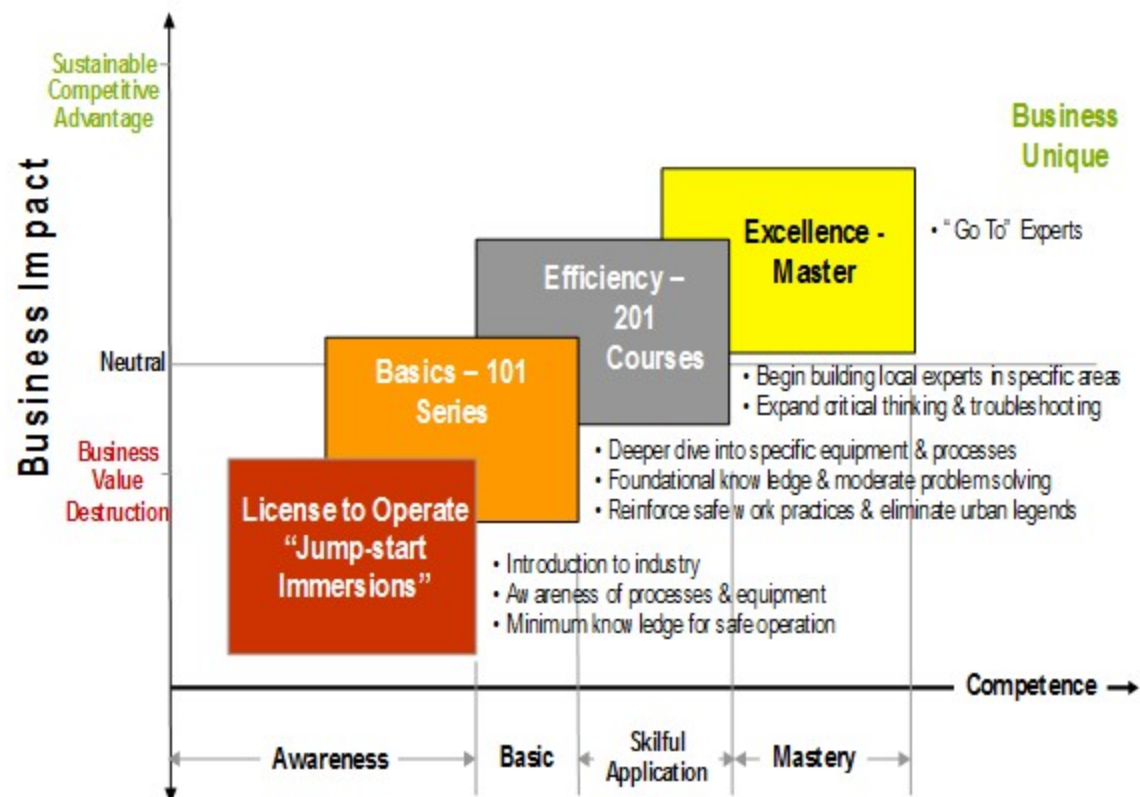 Sustainable
Competitive
Advantage
Business Impact
Neutral
Business
Value
Destruction
Business
Unique
Excellence -
Master
• “Go To” Experts
Efficiency –
201
Courses
• Begin building local experts in specific areas
• Expand critical thinking & troubleshooting
Basics – 101
Series
• Deeper dive into specific equipment & processes
• Foundational knowledge & moderate problem solving
• Reinforce safe work practices & eliminate urban legends
License to Operate
“Jump-start
Immersions”
• Introduction to industry
• Awareness of processes & equipment
• Minimum knowledge for safe operation
Competence
Awareness
Basic
Skilful
Application
Mastery